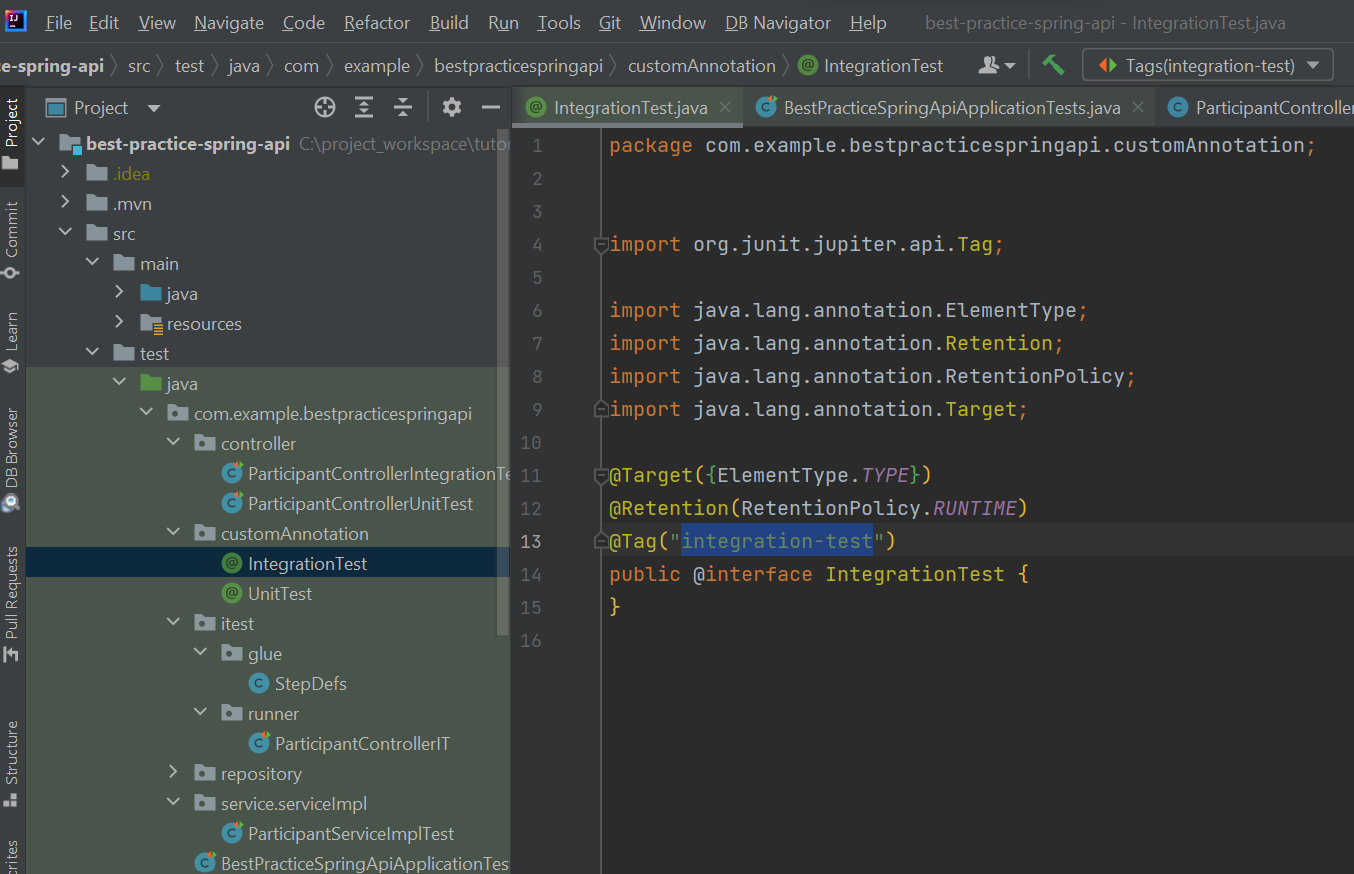 File Edit View Navigate Code Refactor Build Run Tools Git Window DB Navigator Help best-practice-spring-api - IntegrationTest.java
e-spring-api src test java com example bestpracticespringapi customAnnotation IntegrationTest Tags(integration-test)
Project
IntegrationTest.java BestPracticeSpringApiApplicationTests.java ParticipantController
Project
Commit
Learn
DB Browser
Pull Requests
Structure
best-practice-spring-api C:\project_workspace\tuto
.idea
.mvn
src
main
java
resources
test
java
com.example.bestpracticespringapi
controller
ParticipantControllerIntegrationTe
ParticipantControllerUnitTest
customAnnotation
IntegrationTest
UnitTest
itest
glue
StepDefs
runner
ParticipantControllerIT
repository
service.serviceImpl
ParticipantServiceImplTest
BestPracticeSpringApiApplicationTes
1 package com.example.bestpracticespringapi.customAnnotation;
2
3
4 import org.junit.jupiter.api.Tag;
5
6 import java.lang.annotation.ElementType;
7 import java.lang.annotation.Retention;
8 import java.lang.annotation.RetentionPolicy;
9 import java.lang.annotation.Target;
10
11 @Target({ElementType.TYPE})
12 @Retention(RetentionPolicy.RUNTIME)
13 @Tag("integration-test")
14 public @interface IntegrationTest {
15 }
16